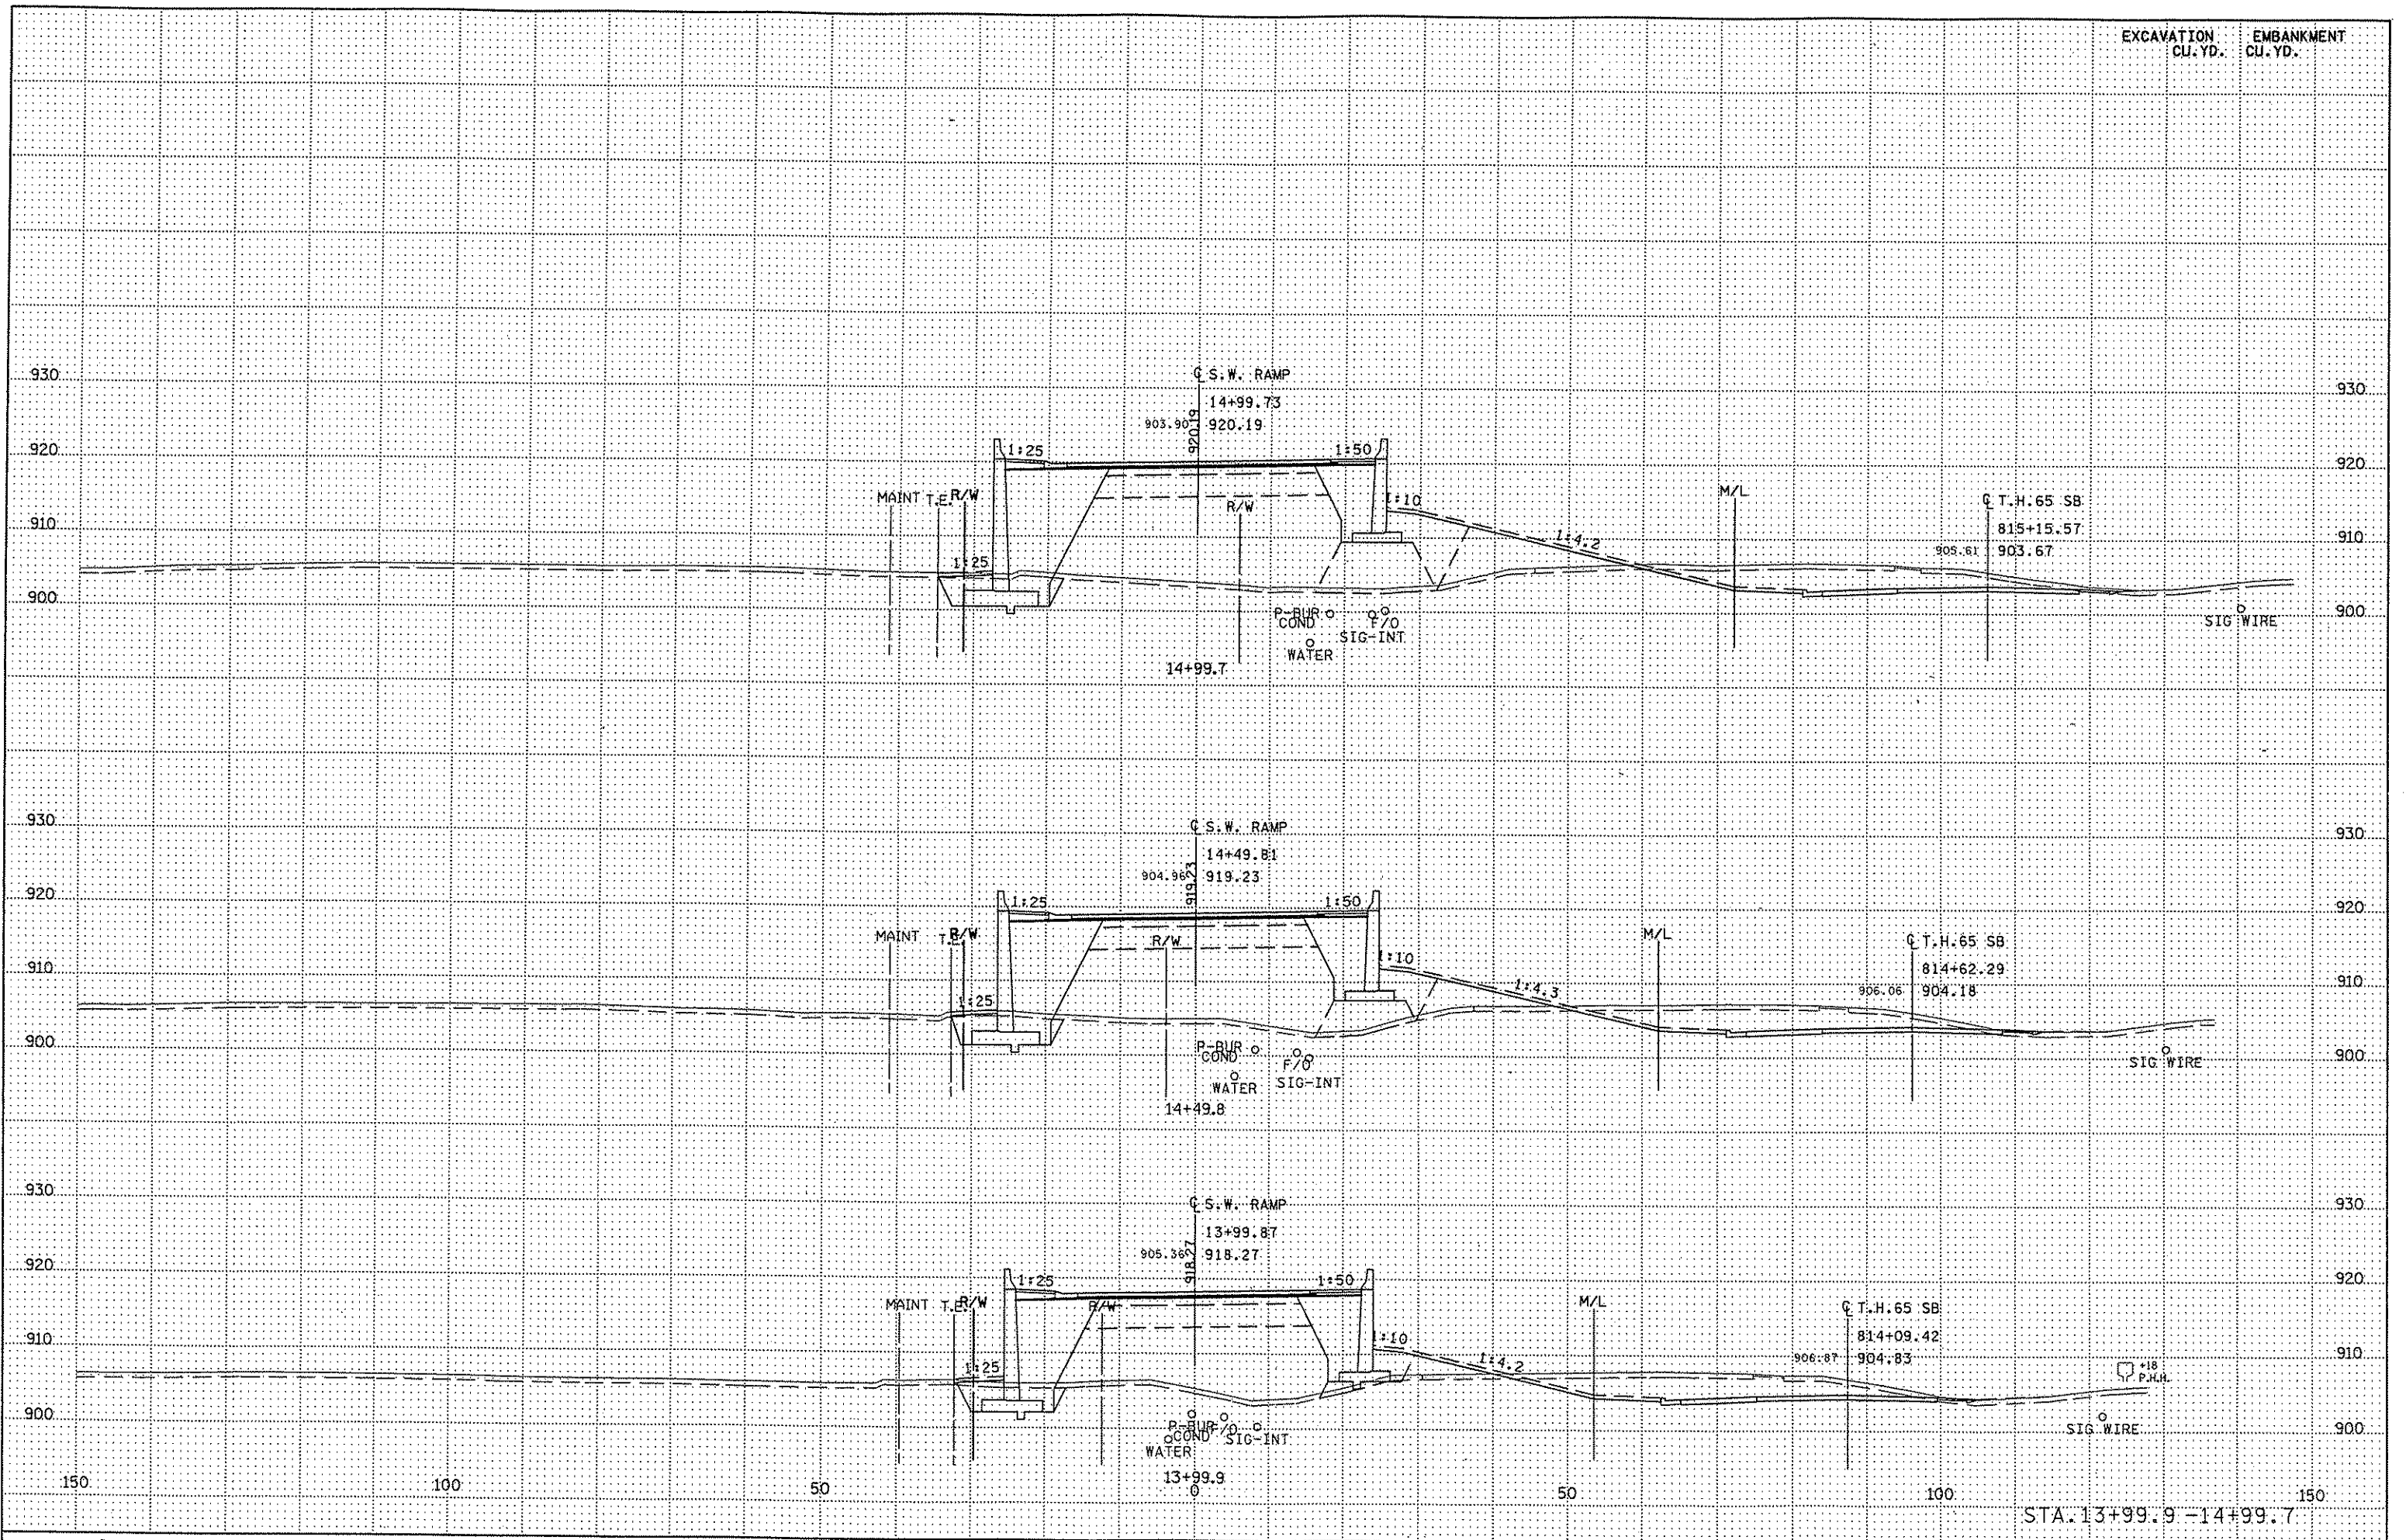 EXCAVATION EMBANKMENT
CU.YD. CU.YD.
930 930
℄ S.W. RAMP
14+99.73
903.90 920.19 920.19
920 1:25 1:50 920
MAINT T.E. R/W R/W 1:10 M/L ℄ T.H.65 SB
815+15.57
910 1:4.2 905.61 903.67 910
1:25
900 P-BUR COND F/O SIG-INT WATER SIG WIRE 900
14+99.7
930 930
℄ S.W. RAMP
14+49.81
904.96 919.23 919.23
920 1:25 1:50 920
MAINT T.E. R/W R/W 1:10 M/L ℄ T.H.65 SB
814+62.29
910 1:4.3 906.06 904.18 910
1:25
900 P-BUR COND F/O SIG-INT WATER SIG WIRE 900
14+49.8
930 930
℄ S.W. RAMP
13+99.87
905.36 918.27 918.27
920 1:25 1:50 920
MAINT T.E. R/W R/W 1:10 M/L ℄ T.H.65 SB
814+09.42
910 1:4.2 906.87 904.83 910
1:25 +18 P.H.H.
900 P-BUR COND F/O SIG-INT WATER SIG WIRE 900
13+99.9
150 100 50 0 50 100 150
STA.13+99.9 -14+99.7